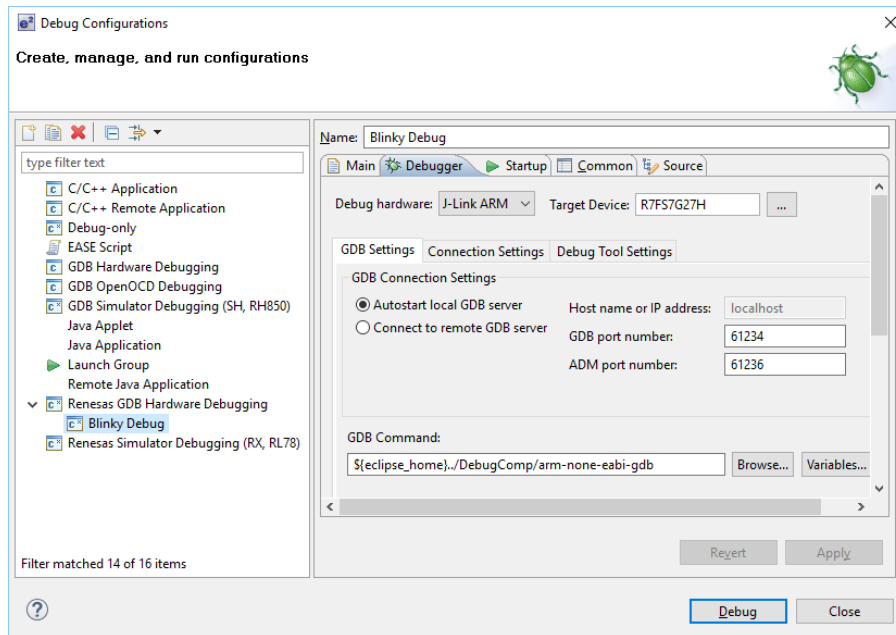 e² Debug Configurations
Create, manage, and run configurations
type filter text
C/C++ Application
C/C++ Remote Application
Debug-only
EASE Script
GDB Hardware Debugging
GDB OpenOCD Debugging
GDB Simulator Debugging (SH, RH850)
Java Applet
Java Application
Launch Group
Remote Java Application
Renesas GDB Hardware Debugging
Blinky Debug
Renesas Simulator Debugging (RX, RL78)
Filter matched 14 of 16 items
Name: Blinky Debug
Main Debugger Startup Common Source
Debug hardware: J-Link ARM Target Device: R7FS7G27H ...
GDB Settings Connection Settings Debug Tool Settings
GDB Connection Settings
Autostart local GDB server
Connect to remote GDB server
Host name or IP address: localhost
GDB port number: 61234
ADM port number: 61236
GDB Command:
${eclipse_home}../DebugComp/arm-none-eabi-gdb Browse... Variables...
Revert Apply
? Debug Close